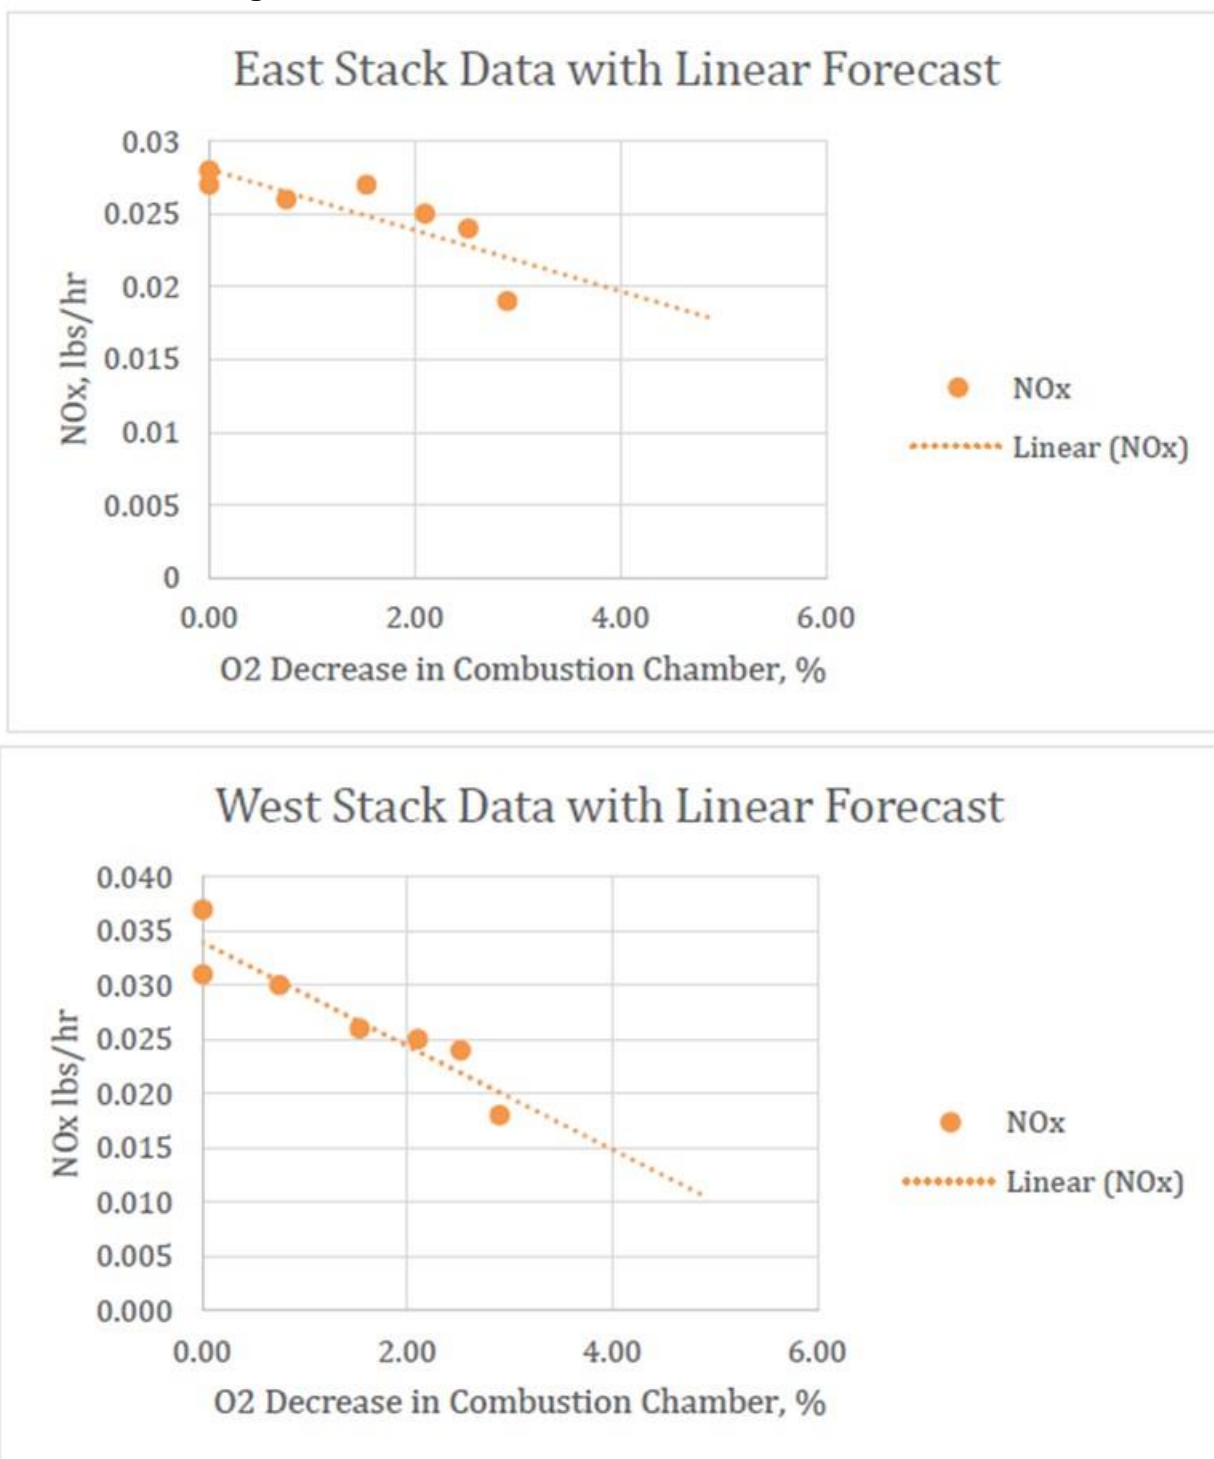 East Stack Data with Linear Forecast
0.03
0.025
0.02
0.015
0.01
0.005
0
NOx, lbs/hr
0.00 2.00 4.00 6.00
O2 Decrease in Combustion Chamber, %
NOx
Linear (NOx)
West Stack Data with Linear Forecast
0.040
0.035
0.030
0.025
0.020
0.015
0.010
0.005
0.000
NOx lbs/hr
0.00 2.00 4.00 6.00
O2 Decrease in Combustion Chamber, %
NOx
Linear (NOx)